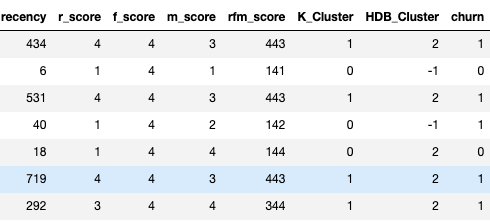 recency r_score f_score m_score rfm_score K_Cluster HDB_Cluster churn
434 4 4 3 443 1 2 1
6 1 4 1 141 0 -1 0
531 4 4 3 443 1 2 1
40 1 4 2 142 0 -1 1
18 1 4 4 144 0 2 0
719 4 4 3 443 1 2 1
292 3 4 4 344 1 2 1